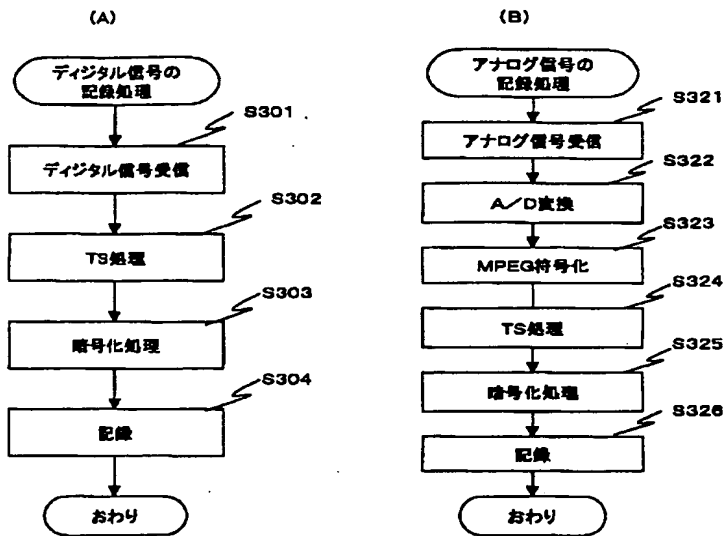 (A)
ディジタル信号の
記録処理
S301
ディジタル信号受信
S302
TS処理
S303
暗号化処理
S304
記録
おわり
(B)
アナログ信号の
記録処理
S321
アナログ信号受信
S322
A/D変換
S323
MPEG符号化
S324
TS処理
S325
暗号化処理
S326
記録
おわり